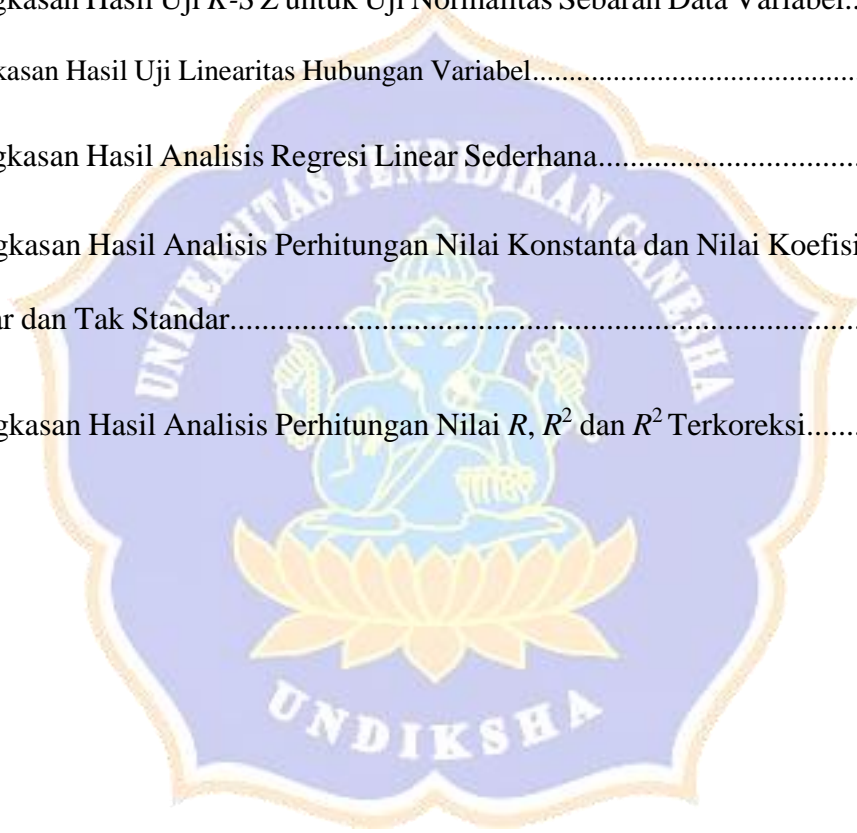 gkasan Hasil Uji K-S Z untuk Uji Normalitas Sebaran Data Variabel..
kasan Hasil Uji Linearitas Hubungan Variabel..............................................
gkasan Hasil Analisis Regresi Linear Sederhana....................................
gkasan Hasil Analisis Perhitungan Nilai Konstanta dan Nilai Koefisi
ar dan Tak Standar...................................................................................
gkasan Hasil Analisis Perhitungan Nilai R, R² dan R² Terkoreksi.......
UNIVERSITAS PENDIDIKAN GANESHA
UNDIKSHA